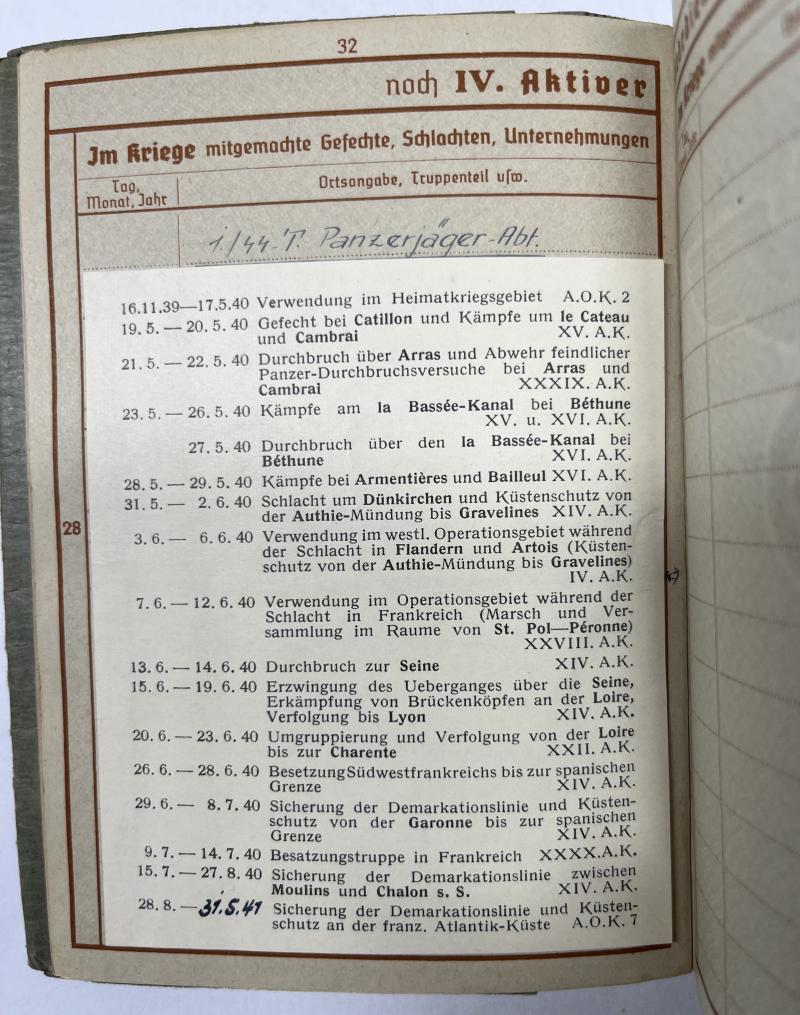 32
noch IV. Aktiver
Im Kriege mitgemachte Gefechte, Schlachten, Unternehmungen
Tag, Monat, Jahr
Ortsangabe, Truppenteil usw.
Panzerjäger-Abt.
28
16.11.39—17.5.40 Verwendung im Heimatkriegsgebiet A.O.K. 2
19. 5. — 20. 5. 40 Gefecht bei Catillon und Kämpfe um le Cateau
und Cambrai XV. A.K.
21. 5. — 22. 5. 40 Durchbruch über Arras und Abwehr feindlicher
Panzer-Durchbruchsversuche bei Arras und
Cambrai XXXIX. A.K.
23. 5. — 26. 5. 40 Kämpfe am la Bassée-Kanal bei Béthune
XV. u. XVI. A.K.
27. 5. 40 Durchbruch über den la Bassée-Kanal bei
Béthune XVI. A.K.
28. 5. — 29. 5. 40 Kämpfe bei Armentières und Bailleul XVI. A.K.
31. 5. — 2. 6. 40 Schlacht um Dünkirchen und Küstenschutz von
der Authie-Mündung bis Gravelines XIV. A.K.
3. 6. — 6. 6. 40 Verwendung im westl. Operationsgebiet während
der Schlacht in Flandern und Artois (Küsten-
schutz von der Authie-Mündung bis Gravelines)
IV. A.K.
7. 6. — 12. 6. 40 Verwendung im Operationsgebiet während der
Schlacht in Frankreich (Marsch und Ver-
sammlung im Raume von St. Pol—Péronne)
XXVIII. A.K.
13. 6. — 14. 6. 40 Durchbruch zur Seine XIV. A.K.
15. 6. — 19. 6. 40 Erzwingung des Ueberganges über die Seine,
Erkämpfung von Brückenköpfen an der Loire,
Verfolgung bis Lyon XIV. A.K.
20. 6. — 23. 6. 40 Umgruppierung und Verfolgung von der Loire
bis zur Charente XXII. A.K.
26. 6. — 28. 6. 40 Besetzung Südwestfrankreichs bis zur spanischen
Grenze XIV. A.K.
29. 6. — 8. 7. 40 Sicherung der Demarkationslinie und Küsten-
schutz von der Garonne bis zur spanischen
Grenze XIV. A.K.
9. 7. — 14. 7. 40 Besatzungstruppe in Frankreich XXXX.A.K.
15. 7. — 27. 8. 40 Sicherung der Demarkationslinie zwischen
Moulins und Chalon s. S. XIV. A.K.
28. 8. — 31.5.41 Sicherung der Demarkationslinie und Küsten-
schutz an der franz. Atlantik-Küste A.O.K. 7